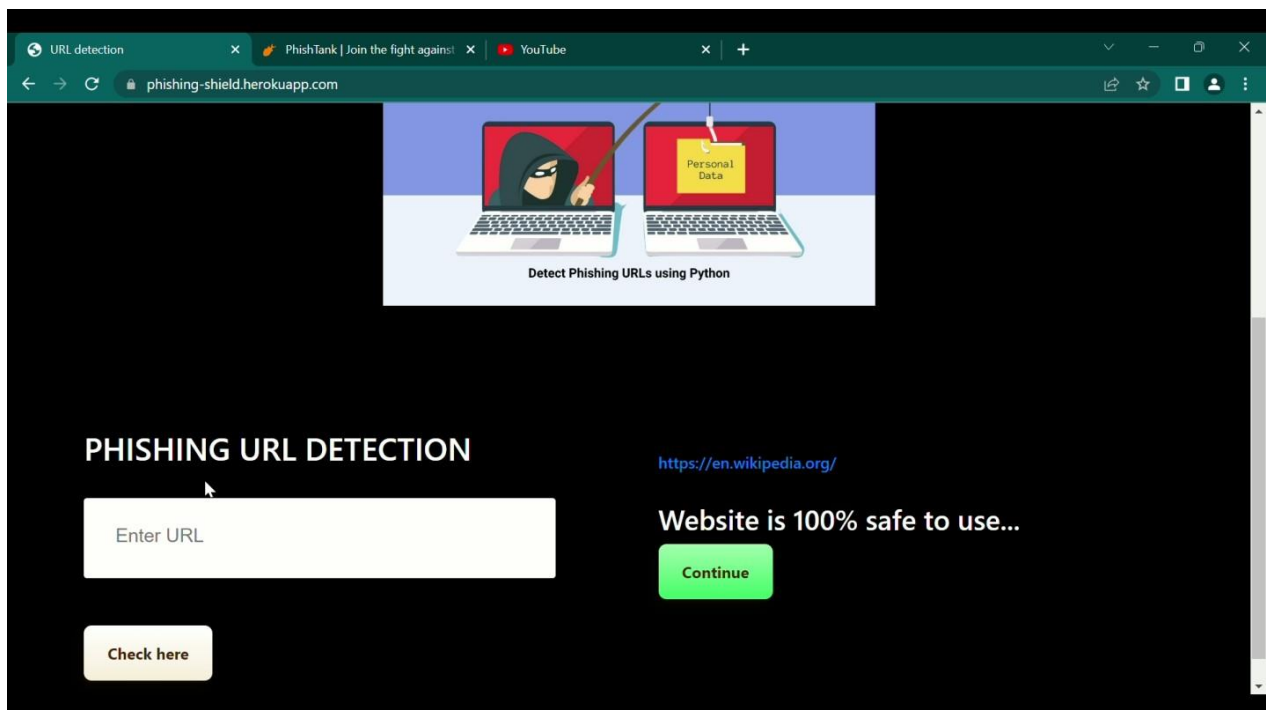 URL detection
PhishTank | Join the fight against
YouTube
phishing-shield.herokuapp.com
Personal
Data
Detect Phishing URLs using Python
PHISHING URL DETECTION
Enter URL
Check here
https://en.wikipedia.org/
Website is 100% safe to use...
Continue